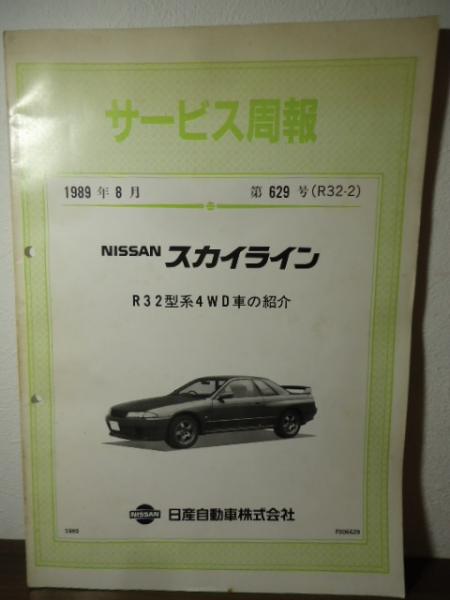 サービス周報
1989 年 8 月 第 629 号(R32-2)
NISSAN スカイライン
R32型系4WD車の紹介
NISSAN 日産自動車株式会社
1989 F006629